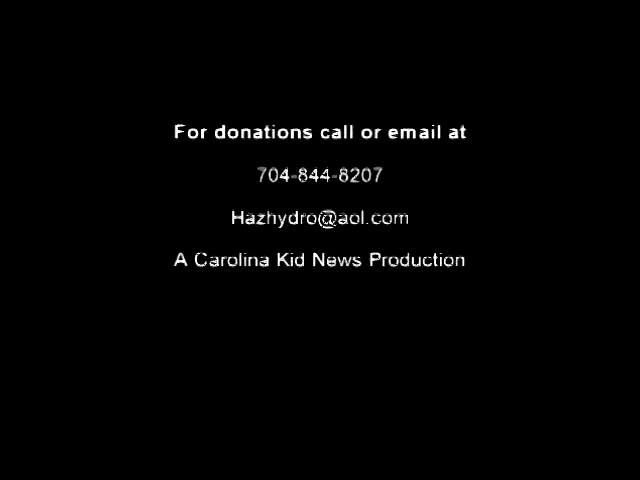 For donations call or email at
704-844-8207
Hazhydro@aol.com
A Carolina Kid News Production